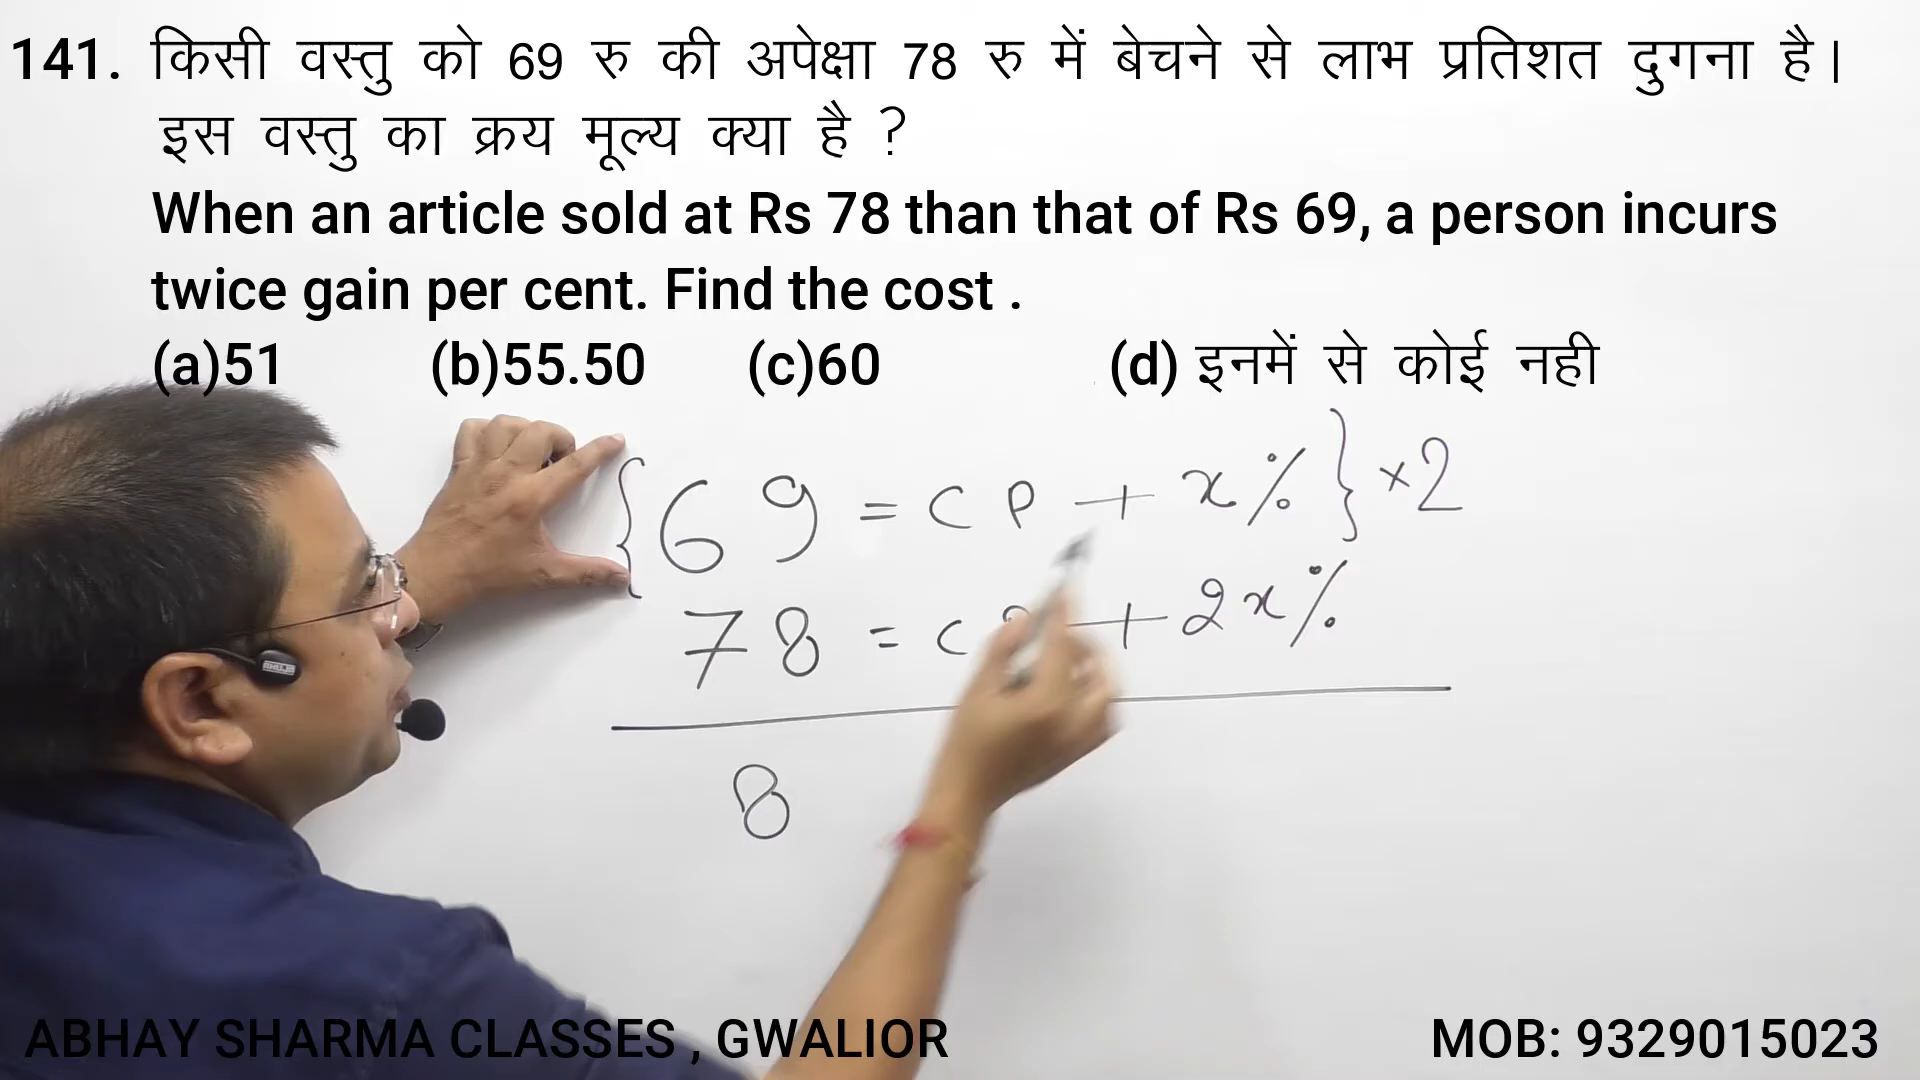 141. किसी वस्तु को 69 रु की अपेक्षा 78 रु में बेचने से लाभ प्रतिशत दुगना है।
इस वस्तु का क्रय मूल्य क्या है ?
When an article sold at Rs 78 than that of Rs 69, a person incurs
twice gain per cent. Find the cost .
(a)51 (b)55.50 (c)60 (d) इनमें से कोई नही
{69 = CP + x%} ×2
78 = C + 2x%
8
ABHAY SHARMA CLASSES , GWALIOR MOB: 9329015023